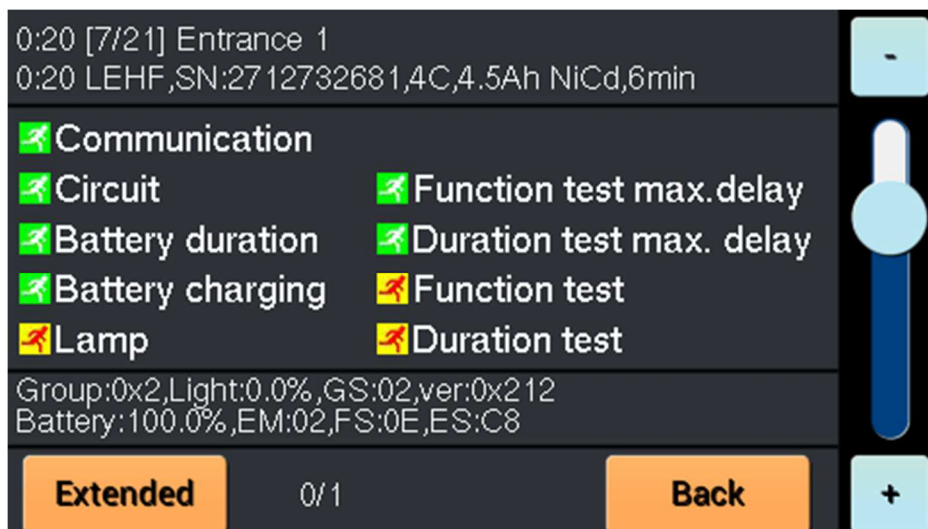 0:20 [7/21] Entrance 1
0:20 LEHF,SN:2712732681,4C,4.5Ah NiCd,6min
-
Communication
Circuit
Function test max.delay
Battery duration
Duration test max. delay
Battery charging
Function test
Lamp
Duration test
Group:0x2,Light:0.0%,GS:02,ver:0x212
Battery:100.0%,EM:02,FS:0E,ES:C8
Extended
0/1
Back
+